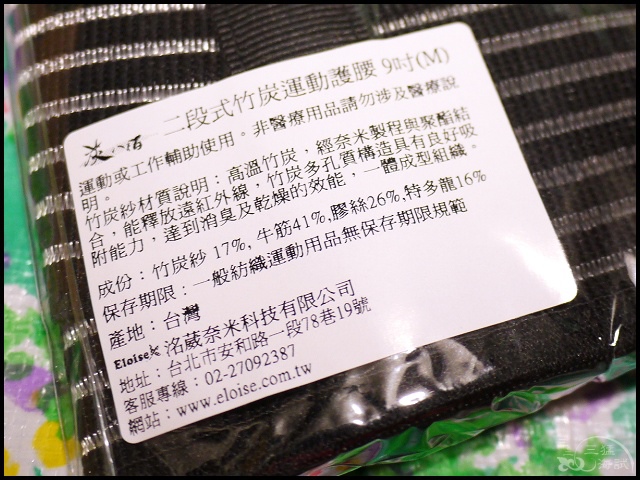 二段式竹炭運動護腰 9吋(M)
運動或工作輔助使用。非醫療用品請勿涉及醫療說
明。
竹炭紗材質說明：高溫竹炭，經奈米製程與聚酯結
合，能釋放遠紅外線，竹炭多孔質構造具有良好吸
附能力，達到消臭及乾燥的效能，一體成型組織。
成份：竹炭紗 17%, 牛筋41%,膠絲26%,特多龍16%
保存期限：一般紡織運動用品無保存期限規範
產地：台灣
Eloise 洛葳奈米科技有限公司
地址：台北市安和路一段78巷19號
客服專線：02-27092387
網站：www.eloise.com.tw